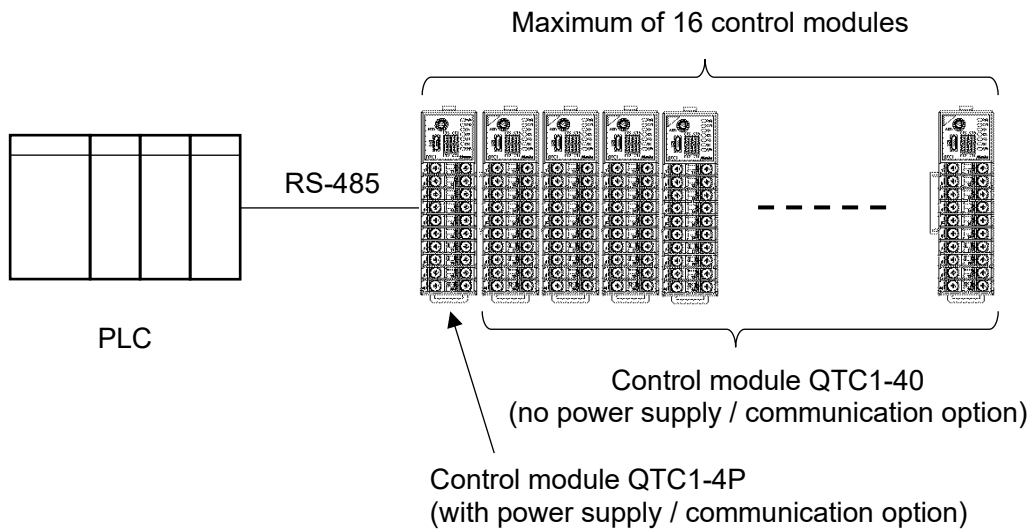 Maximum of 16 control modules
RS-485
PLC
Control module QTC1-40
(no power supply / communication option)
Control module QTC1-4P
(with power supply / communication option)